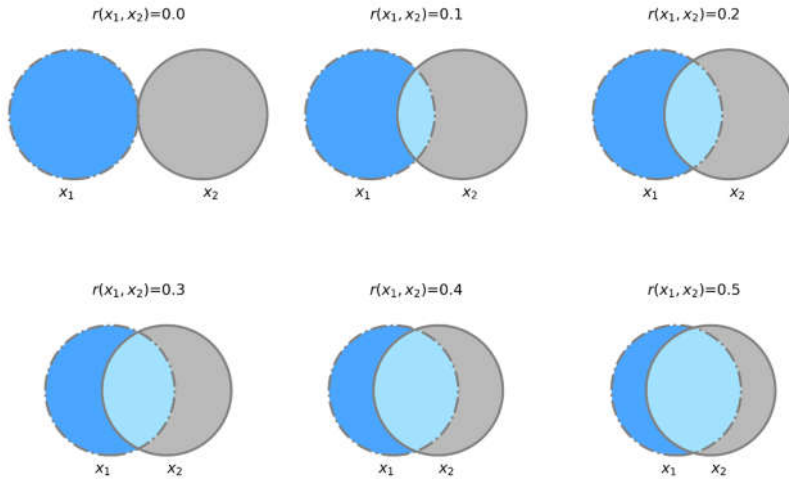 r(x₁, x₂)=0.0
r(x₁, x₂)=0.1
r(x₁, x₂)=0.2
x₁
x₂
x₁
x₂
x₁
x₂
r(x₁, x₂)=0.3
r(x₁, x₂)=0.4
r(x₁, x₂)=0.5
x₁
x₂
x₁
x₂
x₁
x₂